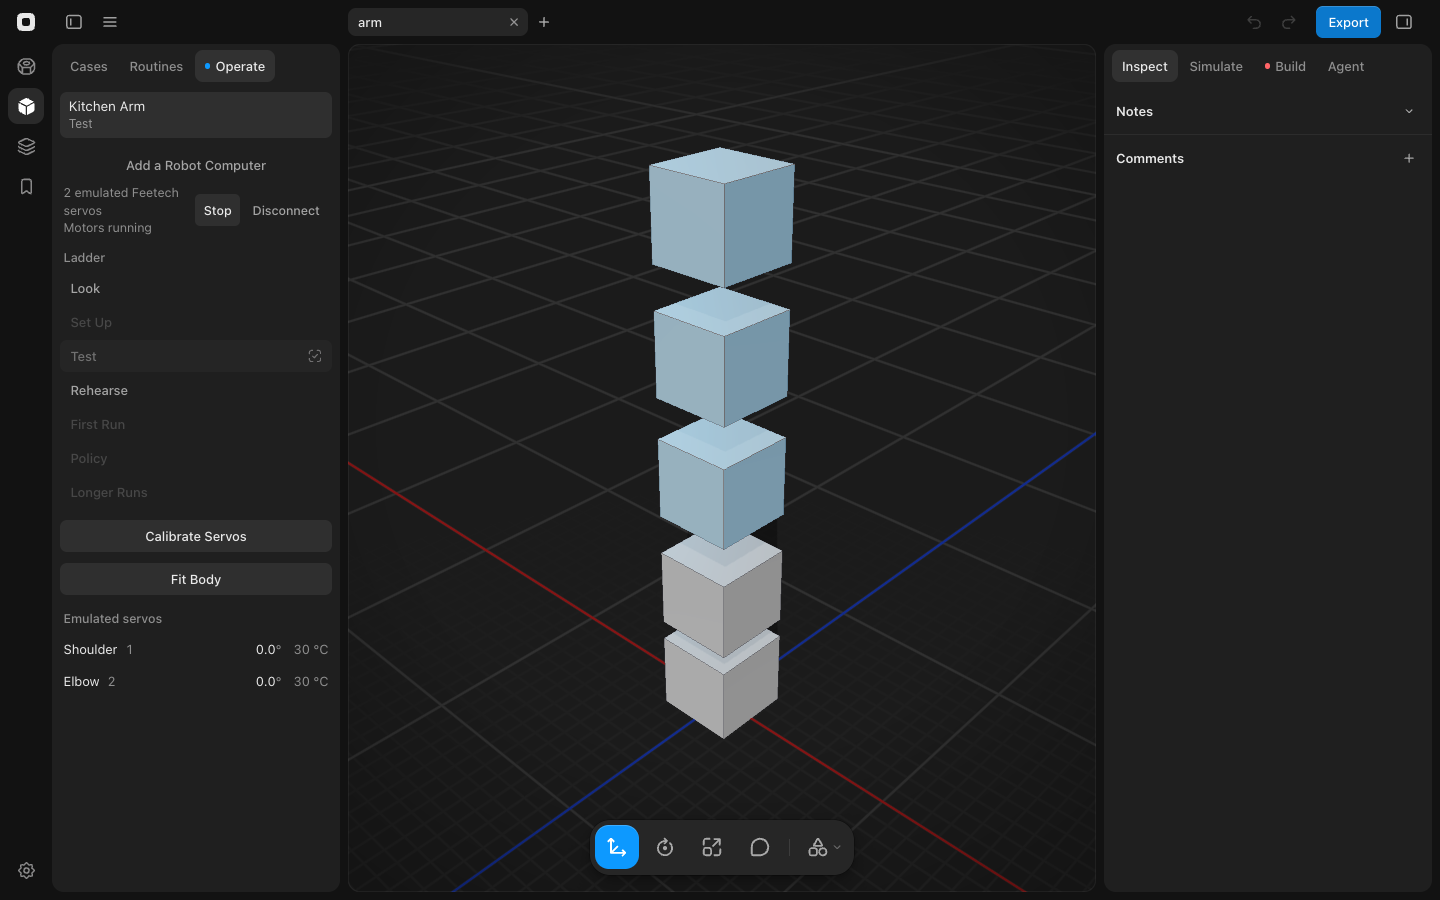 arm
Export
Cases
Routines
Operate
Kitchen Arm
Test
Add a Robot Computer
2 emulated Feetech
servos
Motors running
Stop
Disconnect
Ladder
Look
Set Up
Test
Rehearse
First Run
Policy
Longer Runs
Calibrate Servos
Fit Body
Emulated servos
Shoulder 1 0.0° 30 °C
Elbow 2 0.0° 30 °C
Inspect
Simulate
Build
Agent
Notes
Comments